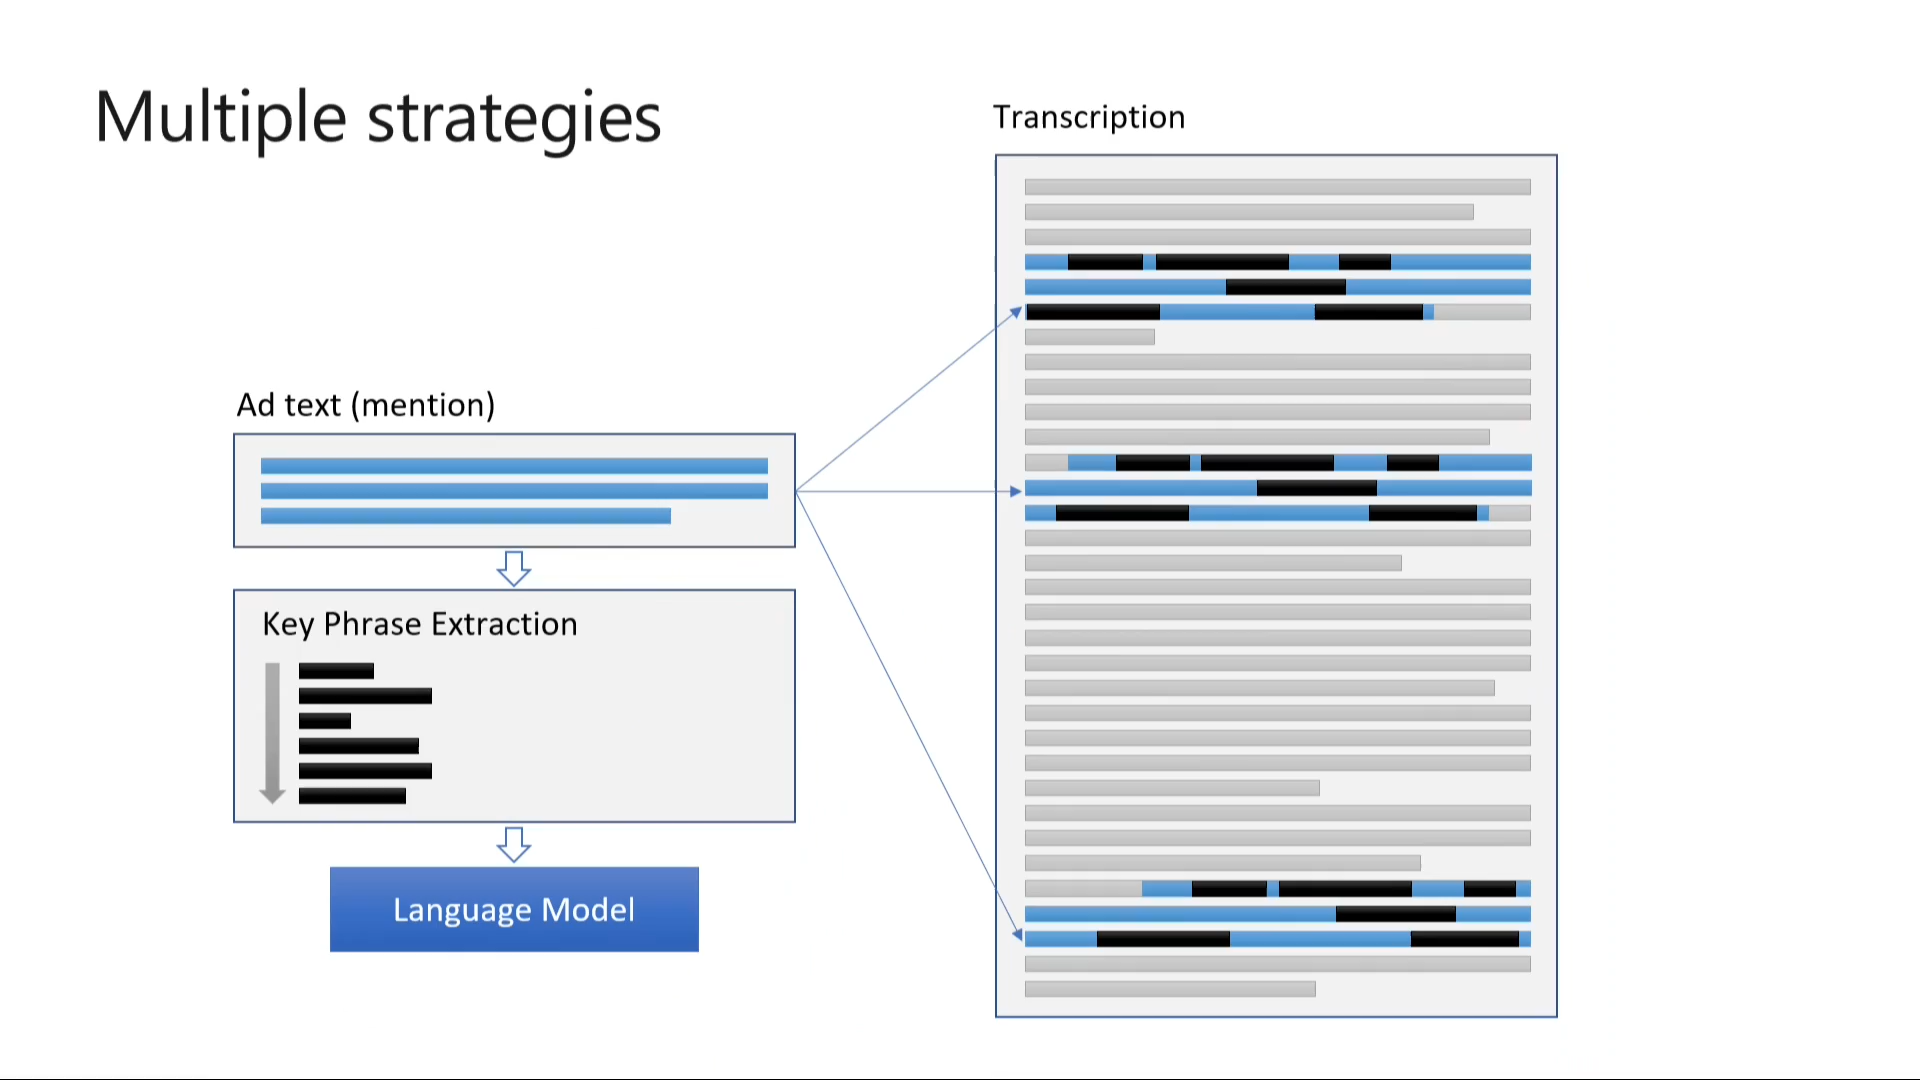 Multiple strategies
Transcription
Ad text (mention)
Key Phrase Extraction
Language Model